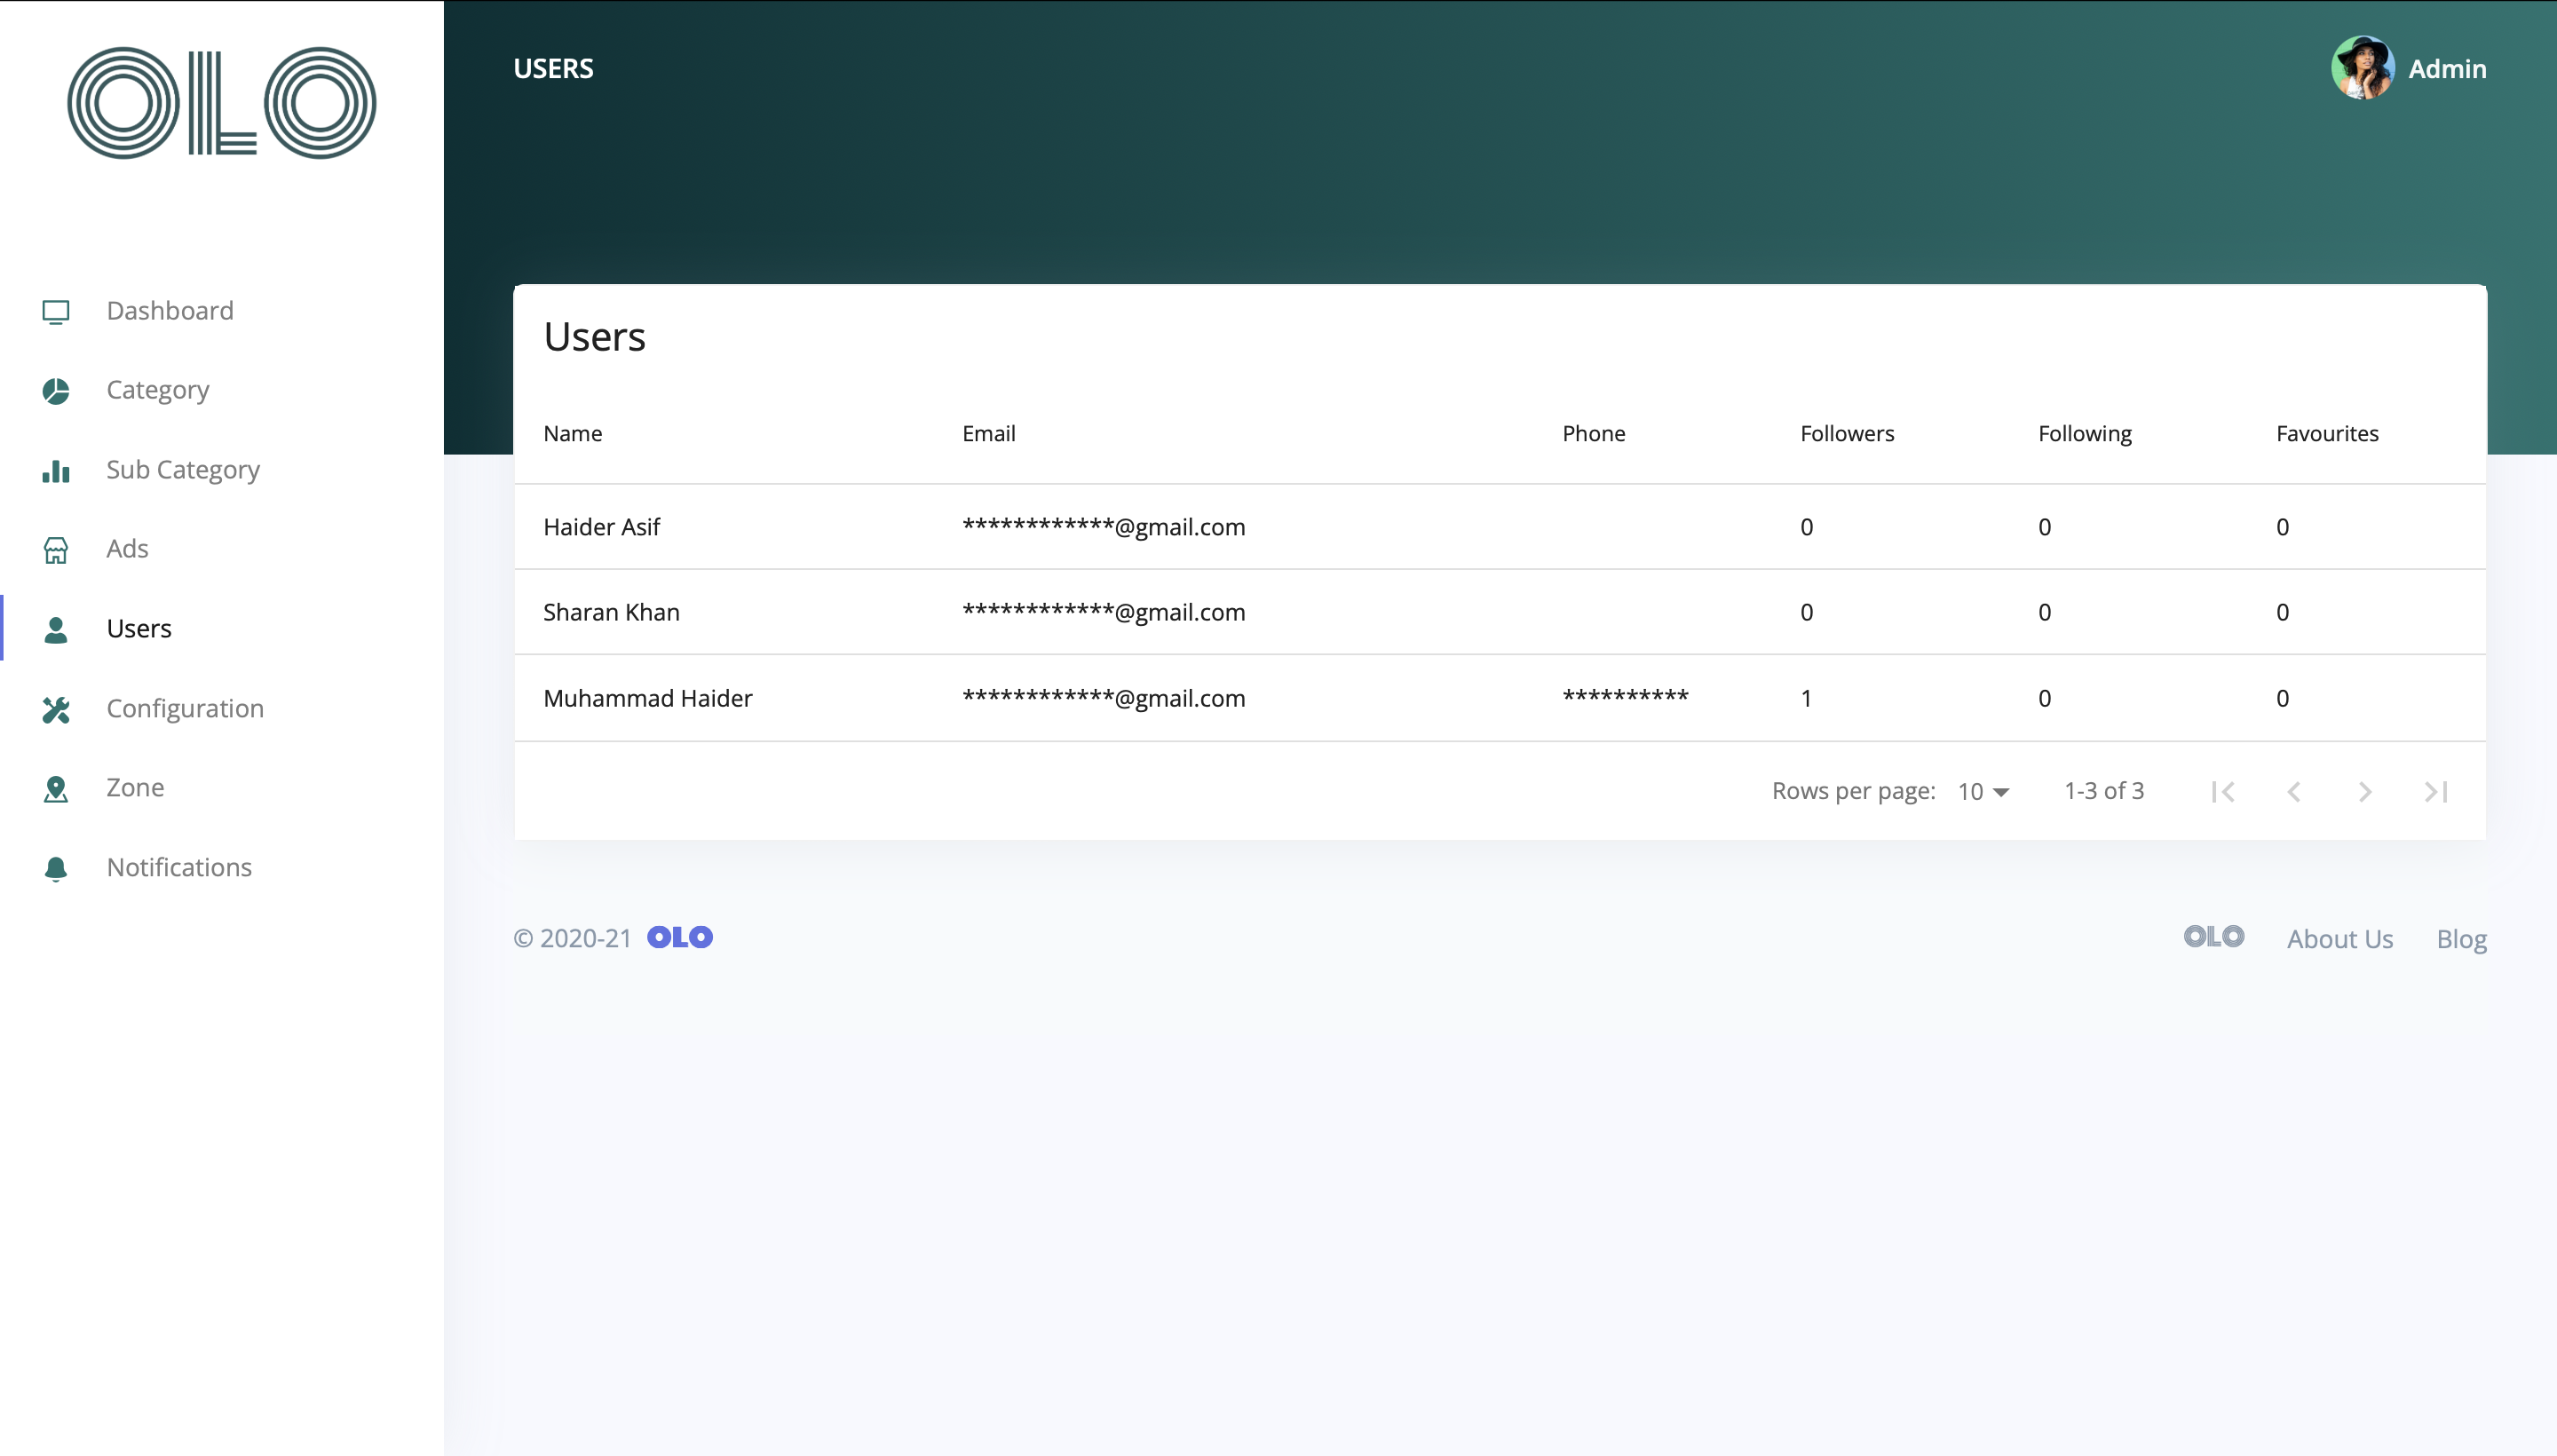 OLO
Dashboard
Category
Sub Category
Ads
Users
Configuration
Zone
Notifications
USERS
Admin
Users
Name Email Phone Followers Following Favourites
Haider Asif ************@gmail.com 0 0 0
Sharan Khan ************@gmail.com 0 0 0
Muhammad Haider ************@gmail.com ********** 1 0 0
Rows per page: 10 1-3 of 3
© 2020-21 OLO OLO About Us Blog